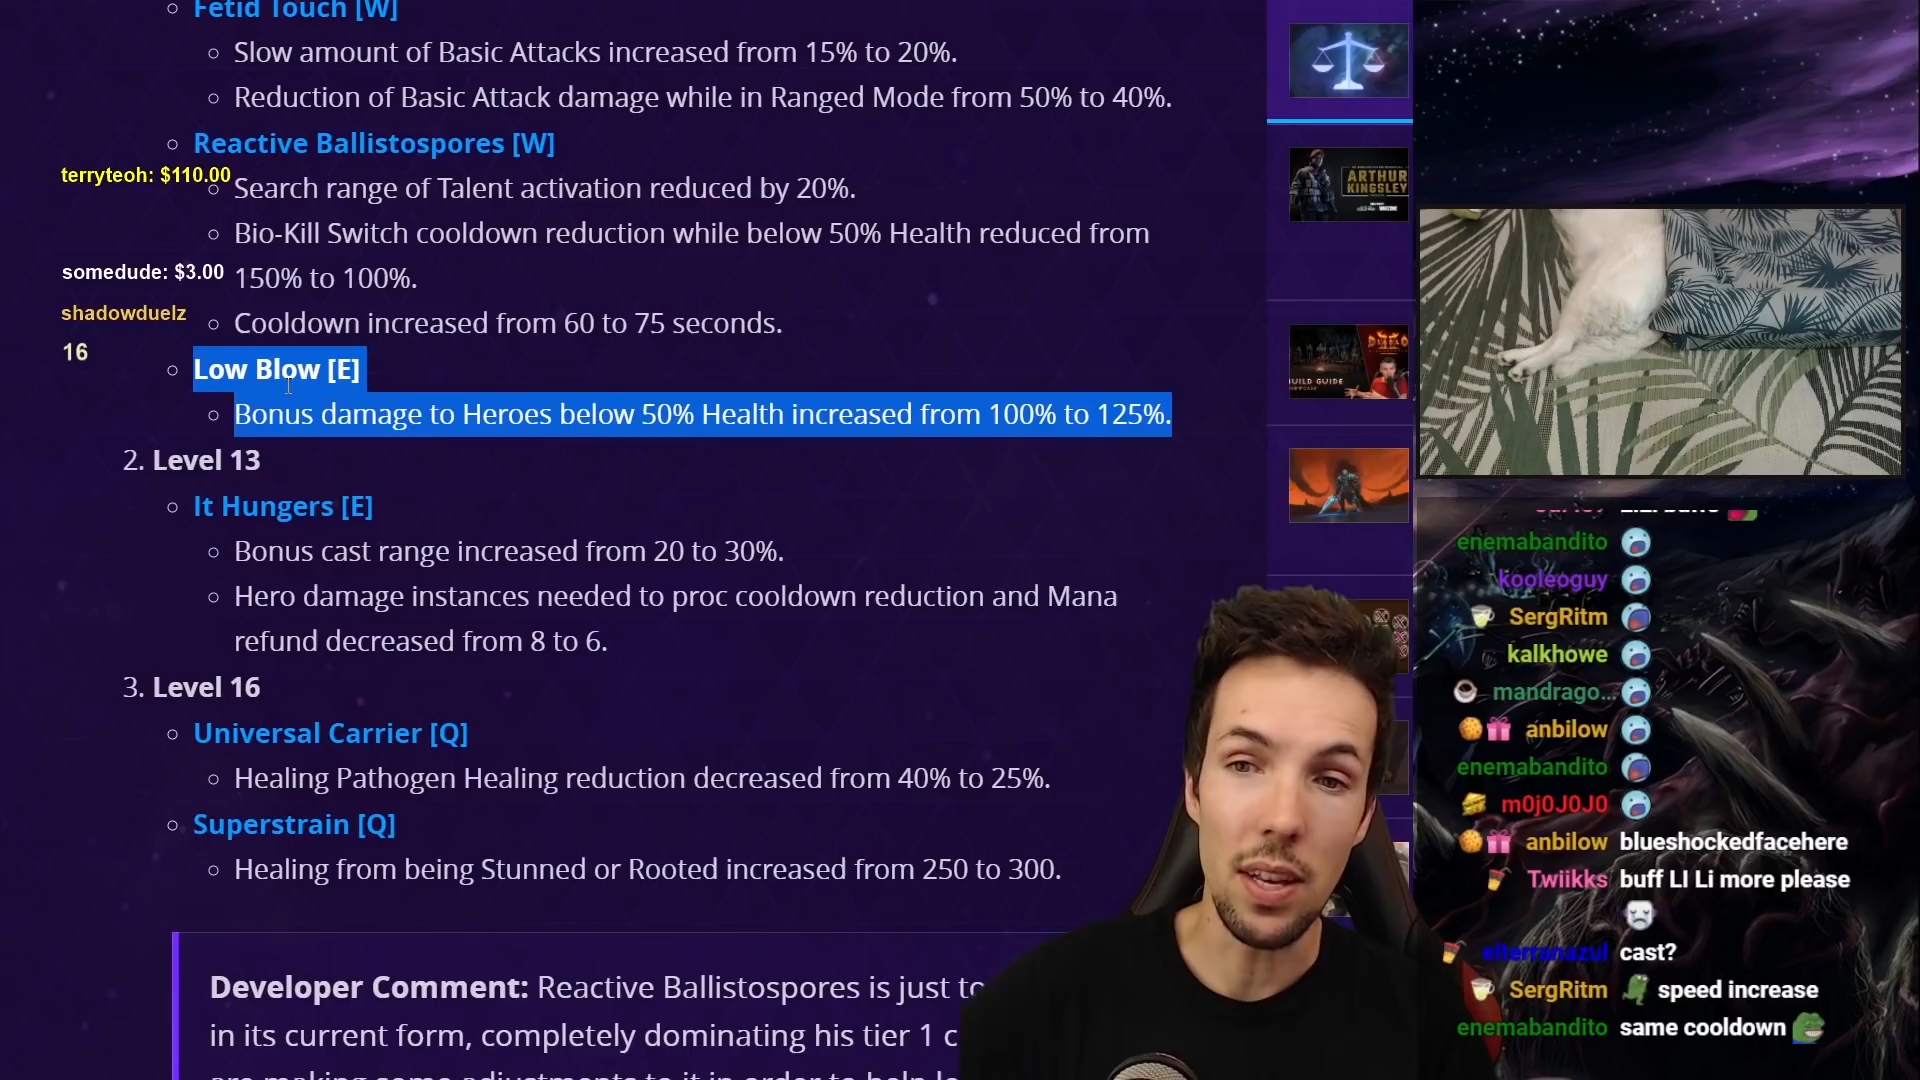 Fetid Touch [W]
Slow amount of Basic Attacks increased from 15% to 20%.
Reduction of Basic Attack damage while in Ranged Mode from 50% to 40%.
Reactive Ballistospores [W]
terryteoh: $110.00
Search range of Talent activation reduced by 20%.
Bio-Kill Switch cooldown reduction while below 50% Health reduced from
somedude: $3.00
150% to 100%.
shadowduelz
16
Cooldown increased from 60 to 75 seconds.
Low Blow [E]
Bonus damage to Heroes below 50% Health increased from 100% to 125%.
2. Level 13
It Hungers [E]
Bonus cast range increased from 20 to 30%.
Hero damage instances needed to proc cooldown reduction and Mana
refund decreased from 8 to 6.
3. Level 16
Universal Carrier [Q]
Healing Pathogen Healing reduction decreased from 40% to 25%.
Superstrain [Q]
Healing from being Stunned or Rooted increased from 250 to 300.
Developer Comment: Reactive Ballistospores is just to
in its current form, completely dominating his tier 1 c
ARTHUR
KINGSLEY
BUILD GUIDE
enemabandito
kooleoguy
SergRitm
kalkhowe
mandrago...
anbilow
enemabandito
m0j0J0J0
anbilow blueshockedfacehere
Twiikks buff LI Li more please
elterranazul cast?
SergRitm speed increase
enemabandito same cooldown